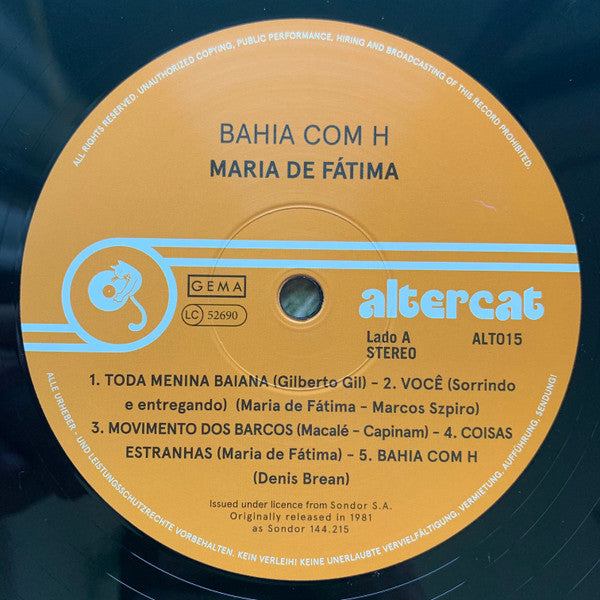 ALL RIGHTS RESERVED. UNAUTHORIZED COPYING, PUBLIC PERFORMANCE, HIRING AND BROADCASTING OF THIS RECORD PROHIBITED.
BAHIA COM H
MARIA DE FÁTIMA
GEMA
LC 52690
altercat
Lado A
STEREO
ALT015
1. TODA MENINA BAIANA (Gilberto Gil) – 2. VOCÊ (Sorrindo
e entregando) (Maria de Fátima – Marcos Szpiro)
3. MOVIMENTO DOS BARCOS (Macalé – Capinam) – 4. COISAS
ESTRANHAS (Maria de Fátima) – 5. BAHIA COM H
(Denis Brean)
Issued under licence from Sondor S.A.
Originally released in 1981
as Sondor 144.215
ALLE URHEBER - UND LEISTUNGSSCHUTZRECHTE VORBEHALTEN. KEIN VERLEIH! KEINE UNERLAUBTE VERVIELFÄLTIGUNG, VERMIETUNG, AUFFÜHRUNG, SENDUNG!